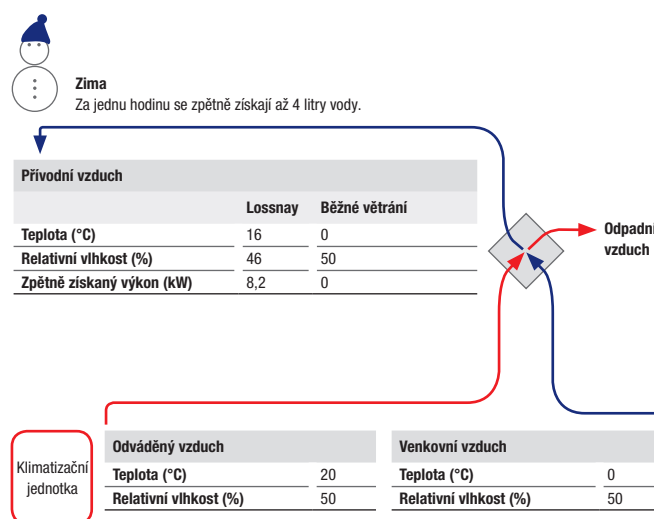 Zima
Za jednu hodinu se zpětně získají až 4 litry vody.
Přívodní vzduch
Lossnay Běžné větrání
Teplota (°C) 16 0
Relativní vlhkost (%) 46 50
Zpětně získaný výkon (kW) 8,2 0
Odpadní
vzduch
Klimatizační
jednotka
Odváděný vzduch
Teplota (°C) 20
Relativní vlhkost (%) 50
Venkovní vzduch
Teplota (°C) 0
Relativní vlhkost (%) 50